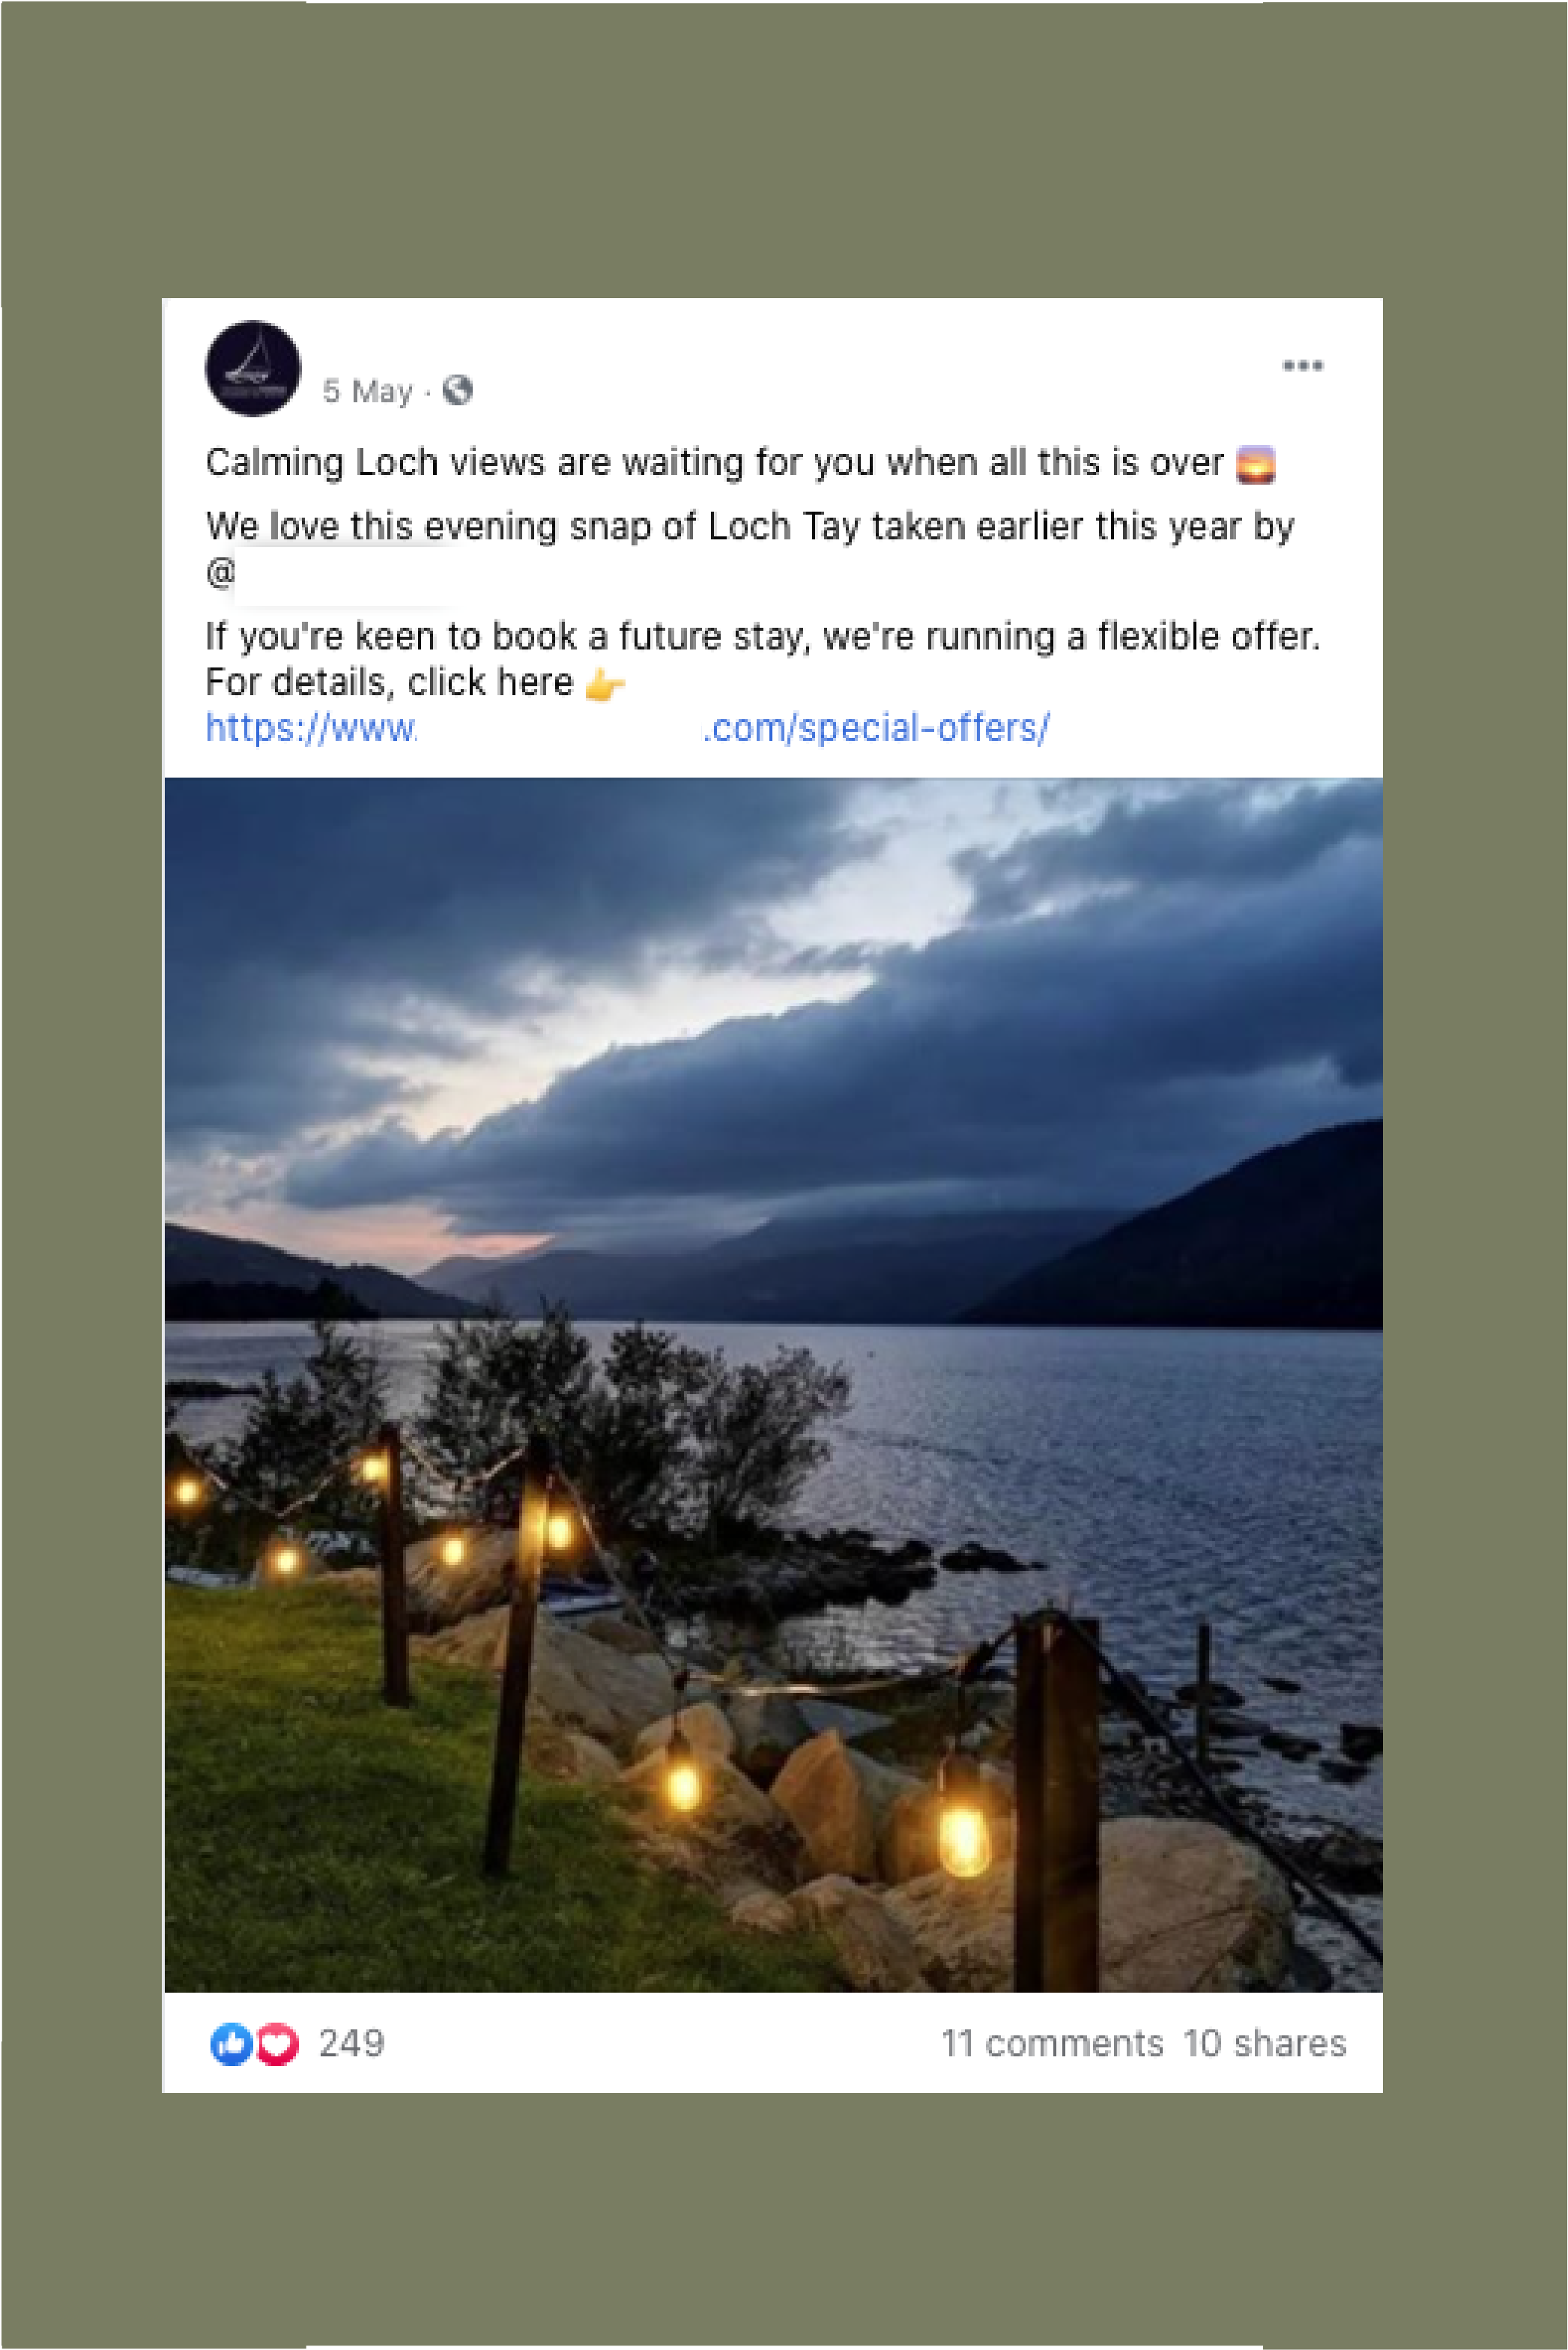 5 May ·
Calming Loch views are waiting for you when all this is over 🌅
We love this evening snap of Loch Tay taken earlier this year by
@
If you're keen to book a future stay, we're running a flexible offer.
For details, click here 👉
https://www. .com/special-offers/
249 11 comments 10 shares